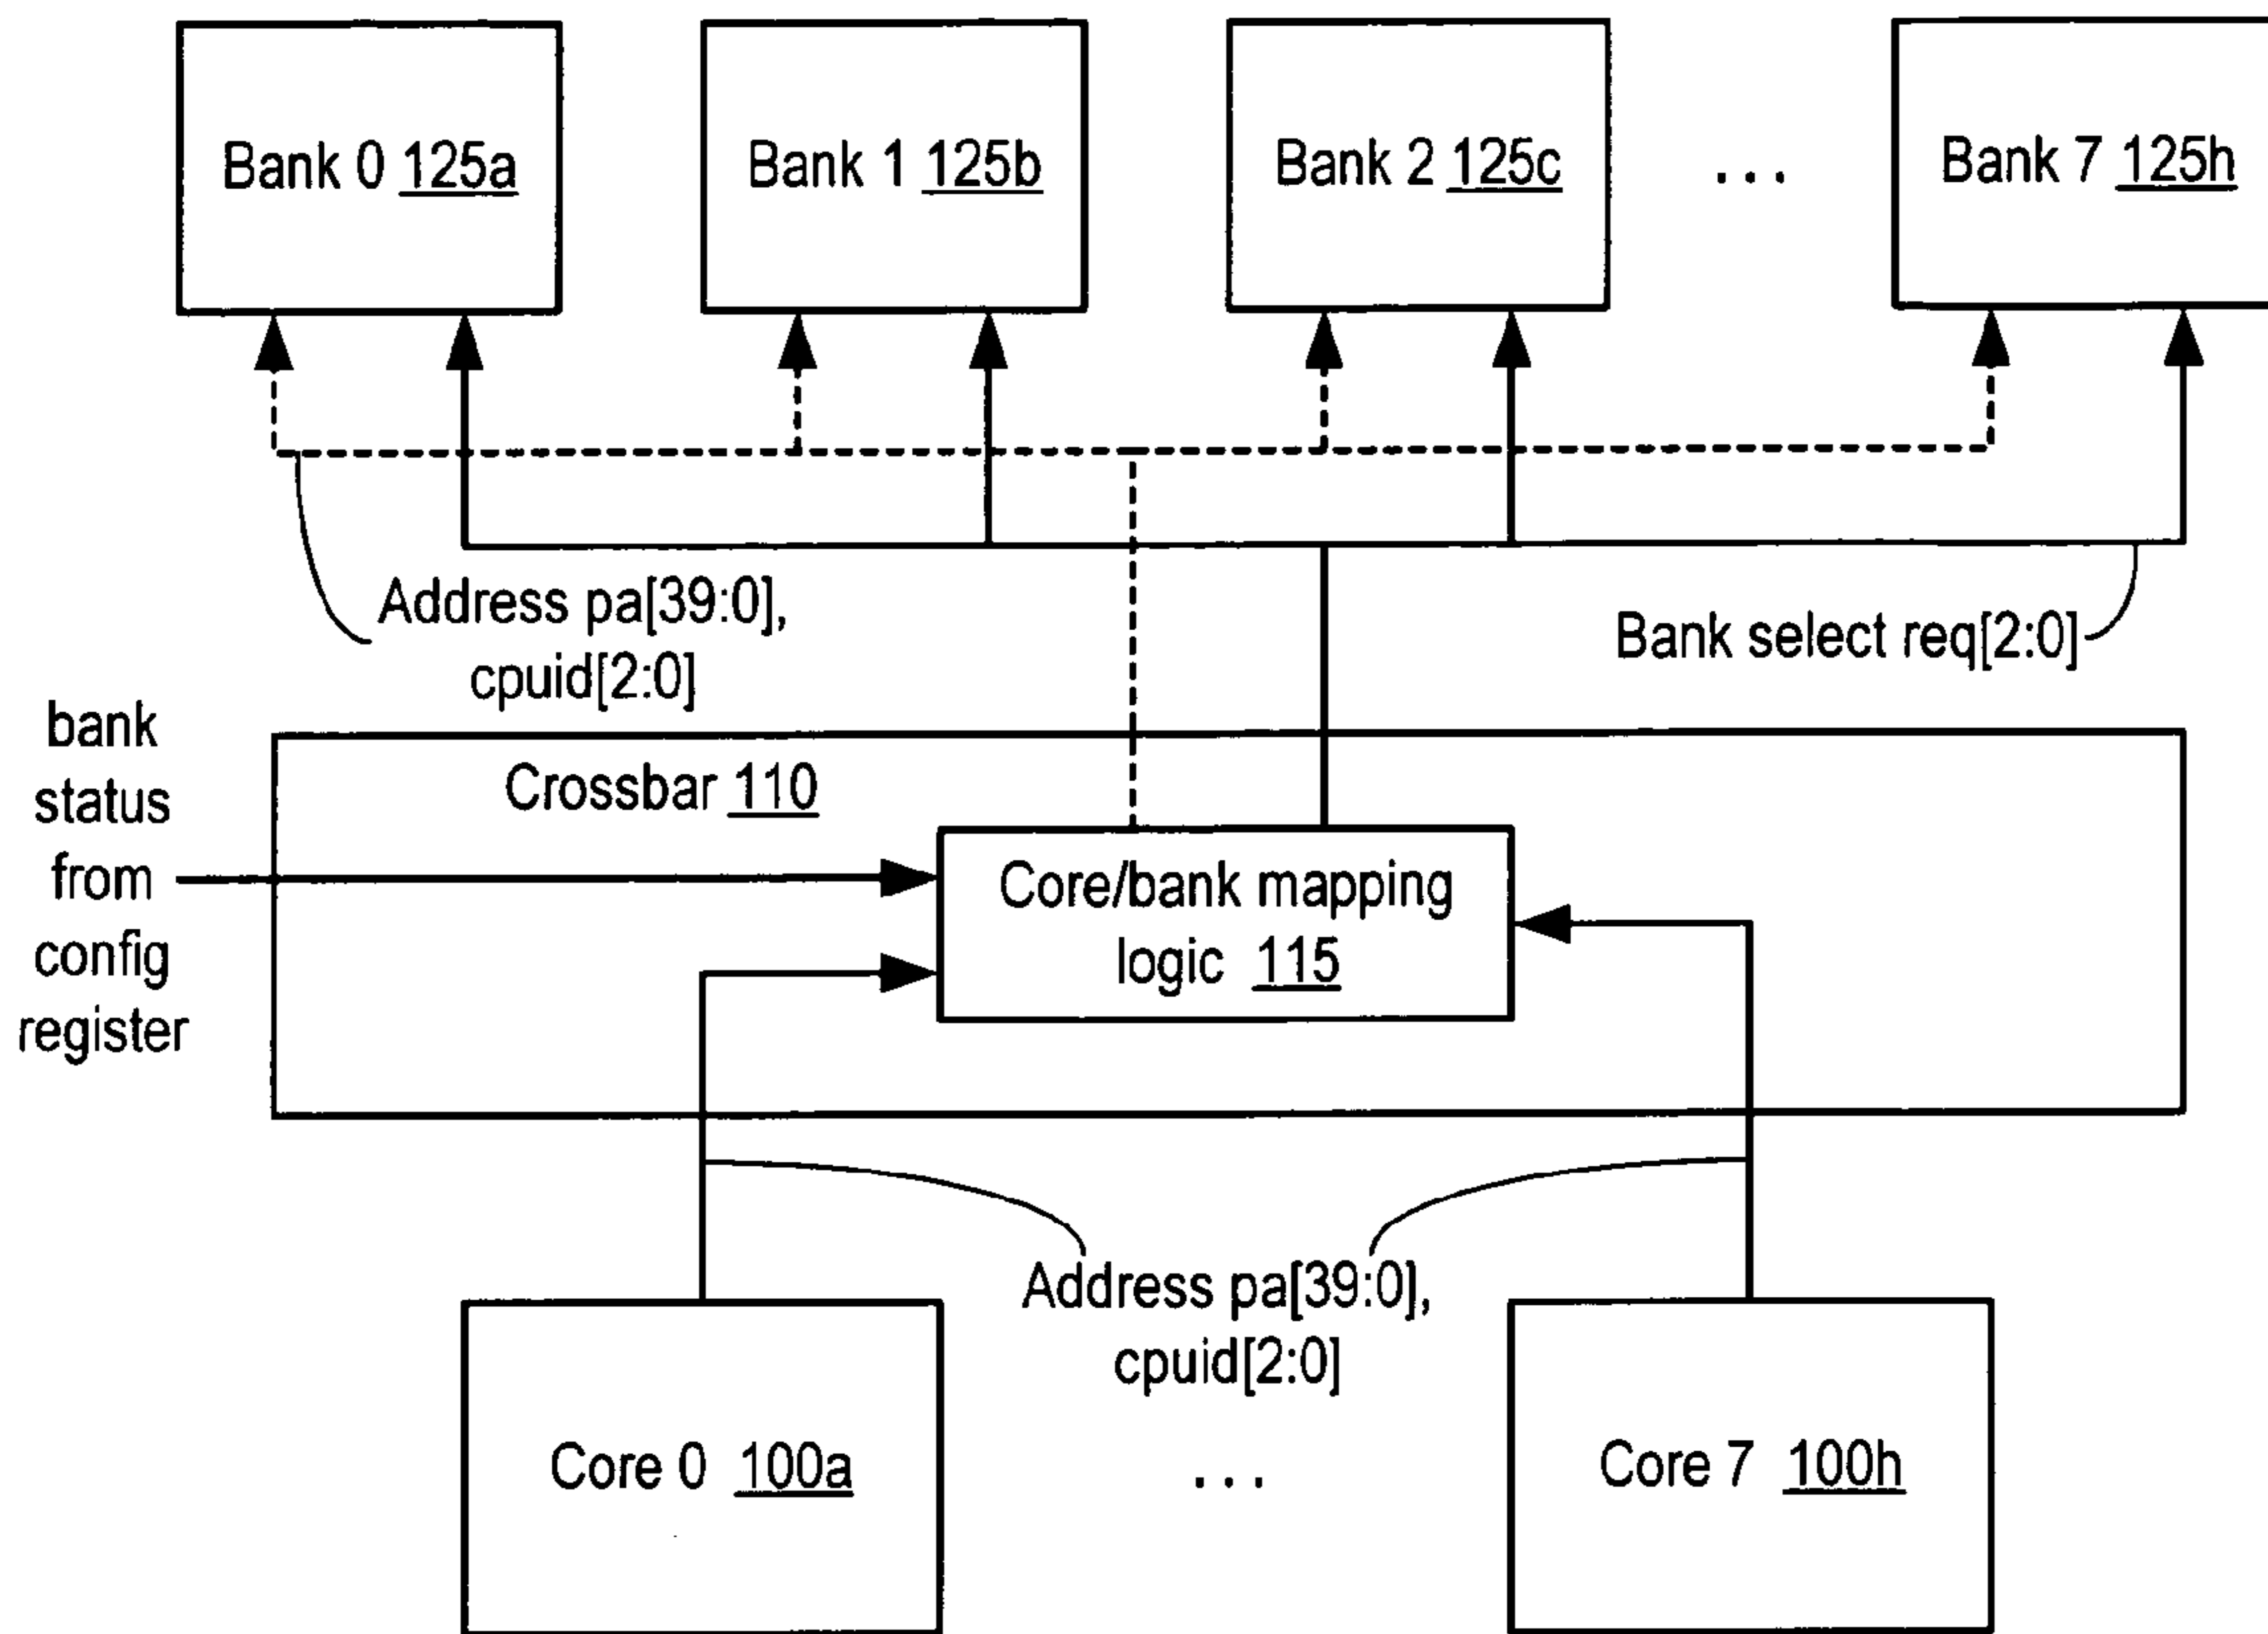 Bank 0 125a
Bank 1 125b
Bank 2 125c
...
Bank 7 125h
Address pa[39:0],
cpuid[2:0]
Bank select req[2:0]
bank
status
from
config
register
Crossbar 110
Core/bank mapping
logic 115
Address pa[39:0],
cpuid[2:0]
Core 0 100a
...
Core 7 100h